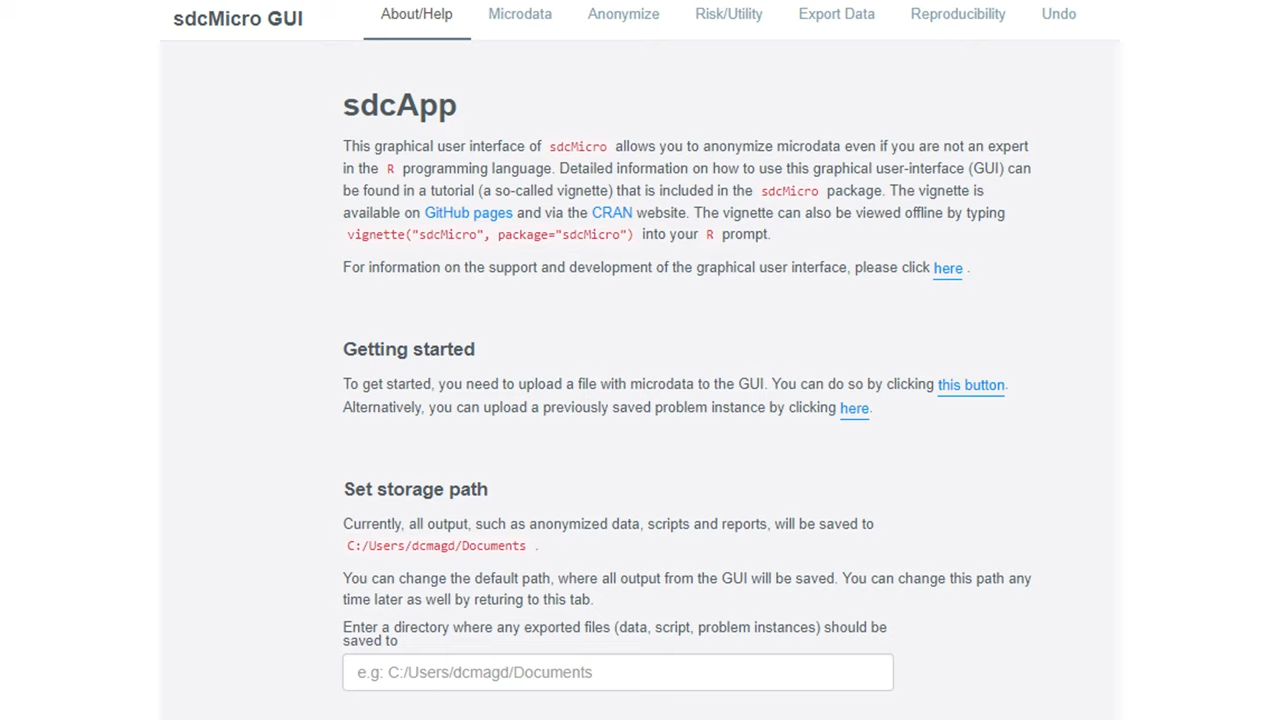 sdcMicro GUI
About/Help Microdata Anonymize Risk/Utility Export Data Reproducibility Undo
sdcApp
This graphical user interface of sdcMicro allows you to anonymize microdata even if you are not an expert
in the R programming language. Detailed information on how to use this graphical user-interface (GUI) can
be found in a tutorial (a so-called vignette) that is included in the sdcMicro package. The vignette is
available on GitHub pages and via the CRAN website. The vignette can also be viewed offline by typing
vignette("sdcMicro", package="sdcMicro") into your R prompt.
For information on the support and development of the graphical user interface, please click here .
Getting started
To get started, you need to upload a file with microdata to the GUI. You can do so by clicking this button.
Alternatively, you can upload a previously saved problem instance by clicking here.
Set storage path
Currently, all output, such as anonymized data, scripts and reports, will be saved to
C:/Users/dcmagd/Documents .
You can change the default path, where all output from the GUI will be saved. You can change this path any
time later as well by returing to this tab.
Enter a directory where any exported files (data, script, problem instances) should be
saved to
e.g: C:/Users/dcmagd/Documents